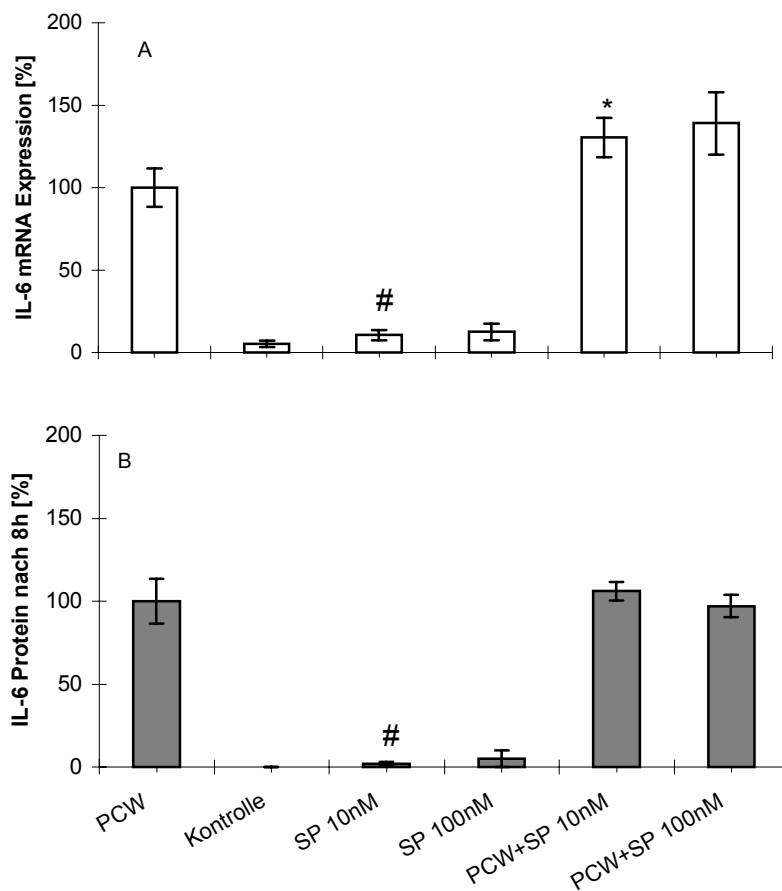 200
A
150
*
100
50
#
0
IL-6 mRNA Expression [%]
200
B
150
100
50
#
0
IL-6 Protein nach 8h [%]
PCW
Kontrolle
SP 10nM
SP 100nM
PCW+SP 10nM
PCW+SP 100nM